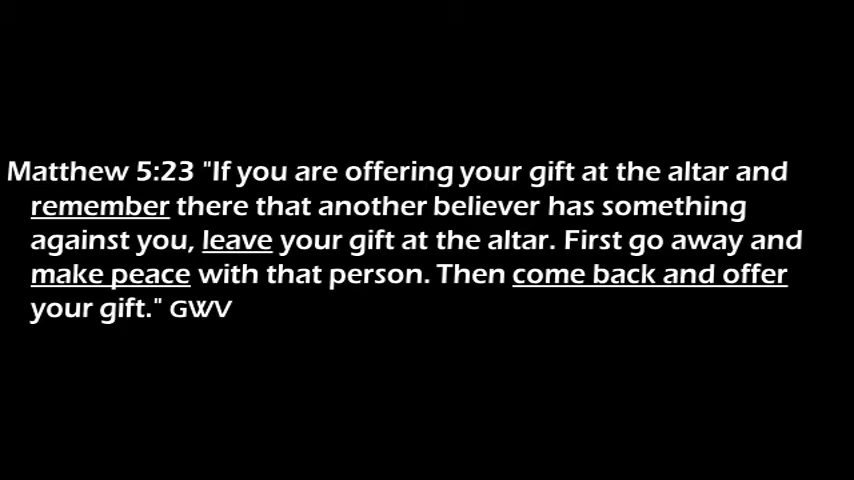 Matthew 5:23 "If you are offering your gift at the altar and
remember there that another believer has something
against you, leave your gift at the altar. First go away and
make peace with that person. Then come back and offer
your gift." GWV